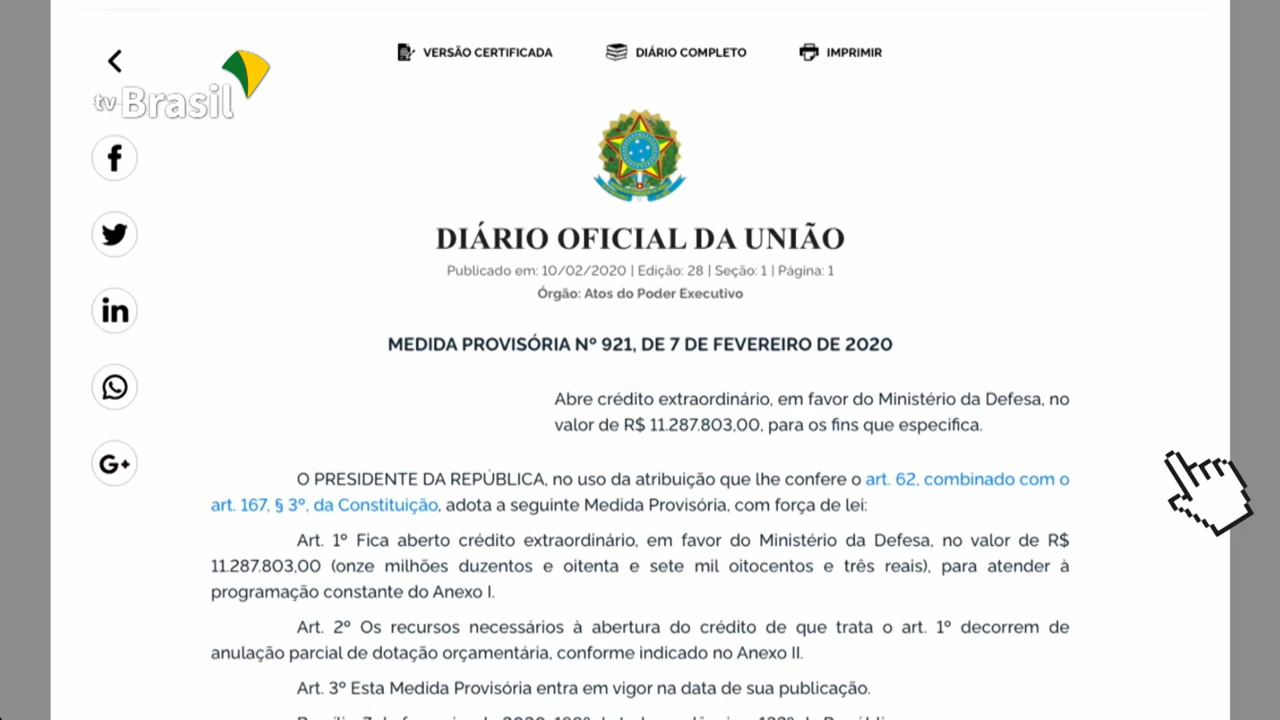 VERSÃO CERTIFICADA
DIÁRIO COMPLETO
IMPRIMIR
tv Brasil
DIÁRIO OFICIAL DA UNIÃO
Publicado em: 10/02/2020 | Edição: 28 | Seção: 1 | Página: 1
Órgão: Atos do Poder Executivo
MEDIDA PROVISÓRIA Nº 921, DE 7 DE FEVEREIRO DE 2020
Abre crédito extraordinário, em favor do Ministério da Defesa, no
valor de R$ 11.287.803,00, para os fins que especifica.
O PRESIDENTE DA REPÚBLICA, no uso da atribuição que lhe confere o art. 62, combinado com o
art. 167, § 3º, da Constituição, adota a seguinte Medida Provisória, com força de lei:
Art. 1º Fica aberto crédito extraordinário, em favor do Ministério da Defesa, no valor de R$
11.287.803,00 (onze milhões duzentos e oitenta e sete mil oitocentos e três reais), para atender à
programação constante do Anexo I.
Art. 2º Os recursos necessários à abertura do crédito de que trata o art. 1º decorrem de
anulação parcial de dotação orçamentária, conforme indicado no Anexo II.
Art. 3º Esta Medida Provisória entra em vigor na data de sua publicação.